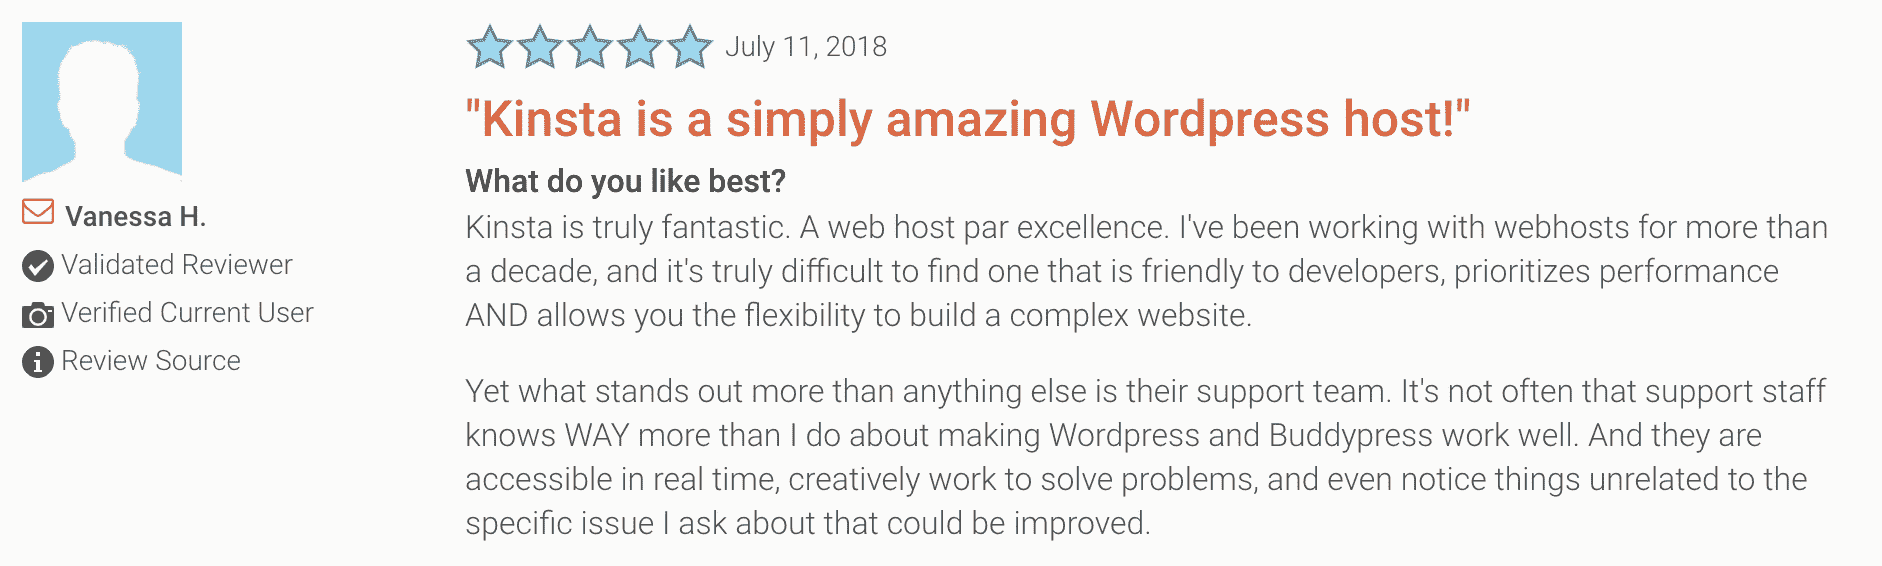 July 11, 2018
"Kinsta is a simply amazing Wordpress host!"
What do you like best?
Kinsta is truly fantastic. A web host par excellence. I've been working with webhosts for more than
a decade, and it's truly difficult to find one that is friendly to developers, prioritizes performance
AND allows you the flexibility to build a complex website.
Yet what stands out more than anything else is their support team. It's not often that support staff
knows WAY more than I do about making Wordpress and Buddypress work well. And they are
accessible in real time, creatively work to solve problems, and even notice things unrelated to the
specific issue I ask about that could be improved.
Vanessa H.
Validated Reviewer
Verified Current User
Review Source